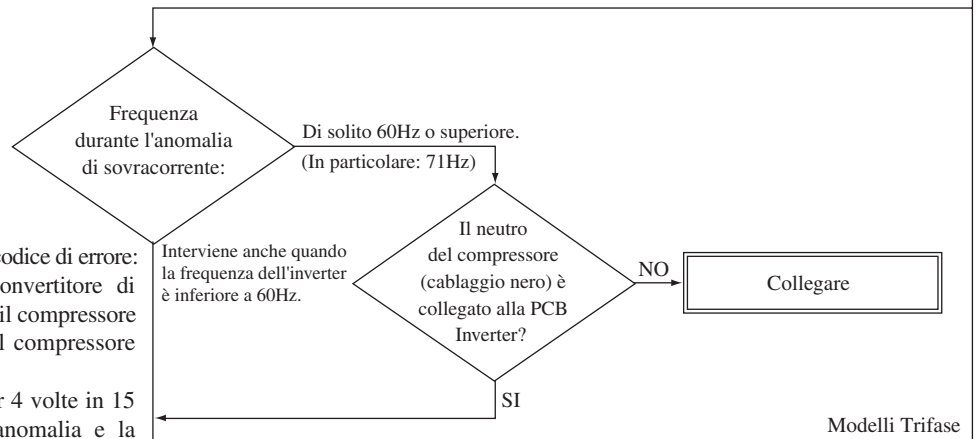 Frequenza
durante l'anomalia
di sovracorrente:
Di solito 60Hz o superiore.
(In particolare: 71Hz)
Interviene anche quando
la frequenza dell'inverter
è inferiore a 60Hz.
Il neutro
del compressore
(cablaggio nero) è
collegato alla PCB
Inverter?
NO
Collegare
SI
codice di errore:
onvertitore di
il compressore
l compressore
r 4 volte in 15
anomalia e la
Modelli Trifase